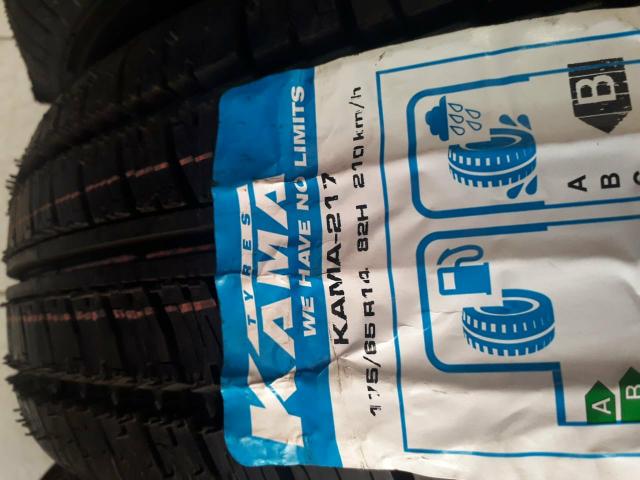 TYRES
KAMA
WE HAVE NO LIMITS
KAMA-217
175/65 R14 82H 210 km/h
B
A
B
C
A
B